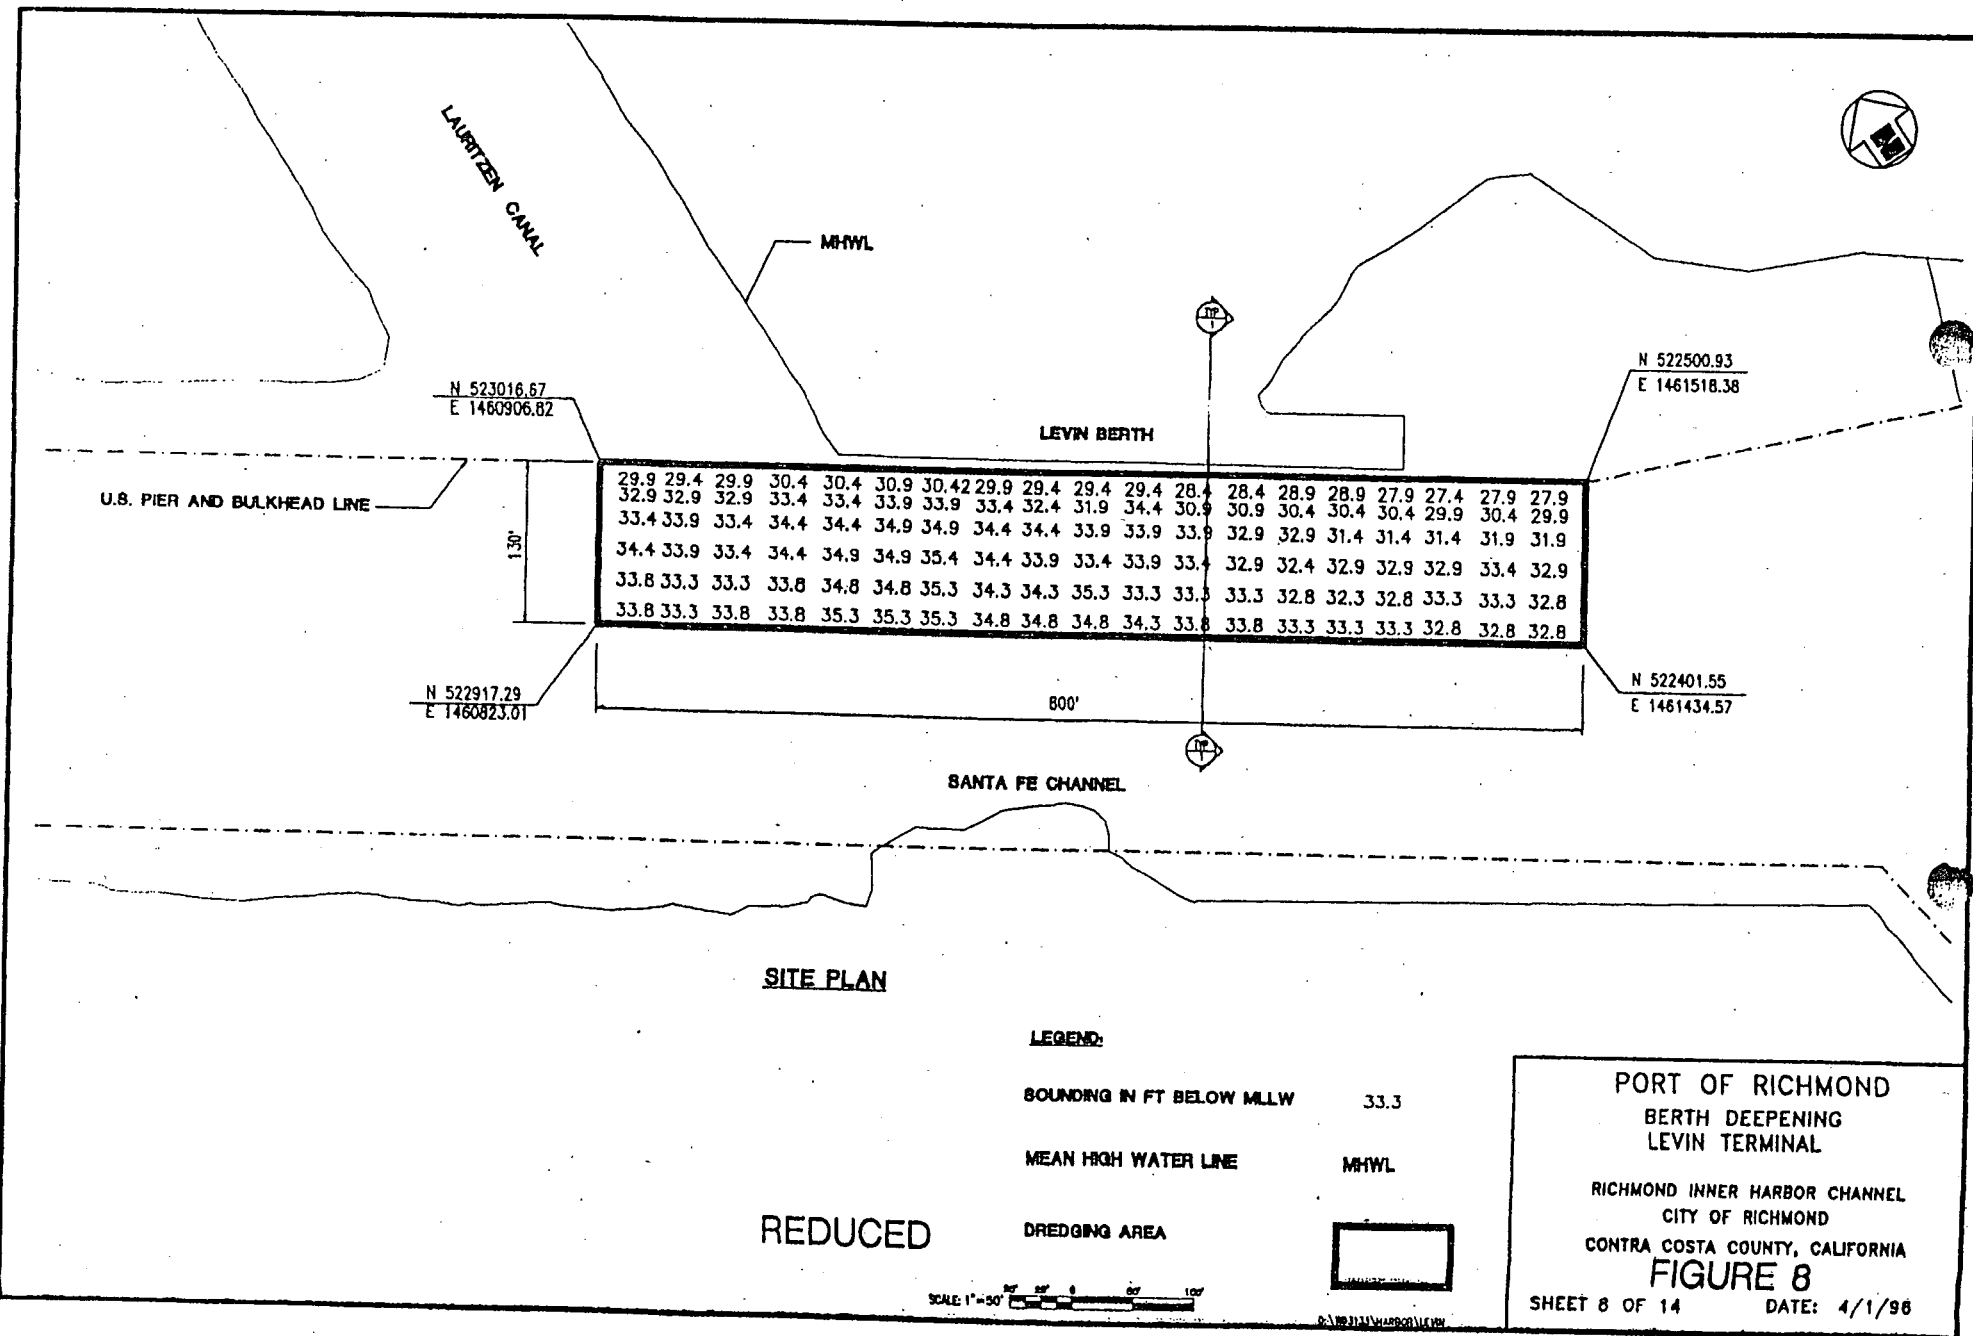 LAURITZEN CANAL
MHWL
TYP
1
N 523016.67
E 1460906.82
N 522500.93
E 1461518.38
LEVIN BERTH
U.S. PIER AND BULKHEAD LINE
130'
29.9 29.4 29.9 30.4 30.4 30.9 30.42 29.9 29.4 29.4 29.4 28.4 28.4 28.9 28.9 27.9 27.4 27.9 27.9
32.9 32.9 32.9 33.4 33.4 33.9 33.9 33.4 32.4 31.9 34.4 30.9 30.9 30.4 30.4 30.4 29.9 30.4 29.9
33.4 33.9 33.4 34.4 34.4 34.9 34.9 34.4 34.4 33.9 33.9 33.9 32.9 32.9 31.4 31.4 31.4 31.9 31.9
34.4 33.9 33.4 34.4 34.9 34.9 35.4 34.4 33.9 33.4 33.9 33.4 32.9 32.4 32.9 32.9 32.9 33.4 32.9
33.8 33.3 33.3 33.8 34.8 34.8 35.3 34.3 34.3 35.3 33.3 33.3 33.3 32.8 32.3 32.8 33.3 33.3 32.8
33.8 33.3 33.8 33.8 35.3 35.3 35.3 34.8 34.8 34.8 34.3 33.8 33.8 33.3 33.3 33.3 32.8 32.8 32.8
N 522917.29
E 1460823.01
N 522401.55
E 1461434.57
800'
TYP
1
SANTA FE CHANNEL
SITE PLAN
LEGEND:
SOUNDING IN FT BELOW MLLW 33.3
MEAN HIGH WATER LINE MHWL
DREDGING AREA
REDUCED
SCALE: 1"=50' 50' 25' 0 50' 100'
PORT OF RICHMOND
BERTH DEEPENING
LEVIN TERMINAL
RICHMOND INNER HARBOR CHANNEL
CITY OF RICHMOND
CONTRA COSTA COUNTY, CALIFORNIA
FIGURE 8
SHEET 8 OF 14 DATE: 4/1/96